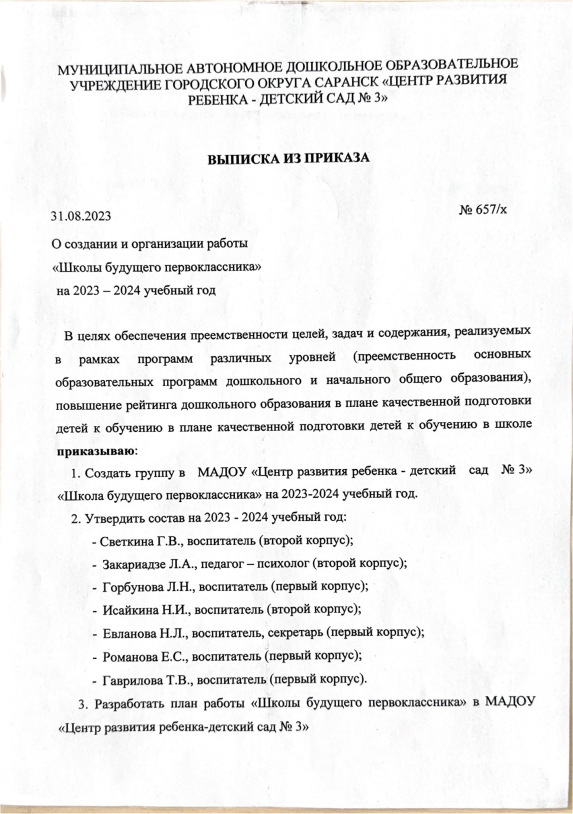 МУНИЦИПАЛЬНОЕ АВТОНОМНОЕ ДОШКОЛЬНОЕ ОБРАЗОВАТЕЛЬНОЕ
УЧРЕЖДЕНИЕ ГОРОДСКОГО ОКРУГА САРАНСК «ЦЕНТР РАЗВИТИЯ
РЕБЕНКА - ДЕТСКИЙ САД № 3»
ВЫПИСКА ИЗ ПРИКАЗА
31.08.2023 № 657/х
О создании и организации работы
«Школы будущего первоклассника»
на 2023 – 2024 учебный год
В целях обеспечения преемственности целей, задач и содержания, реализуемых
в рамках программ различных уровней (преемственность основных
образовательных программ дошкольного и начального общего образования),
повышение рейтинга дошкольного образования в плане качественной подготовки
детей к обучению в плане качественной подготовки детей к обучению в школе
приказываю:
1. Создать группу в МАДОУ «Центр развития ребенка - детский сад № 3»
«Школа будущего первоклассника» на 2023-2024 учебный год.
2. Утвердить состав на 2023 - 2024 учебный год:
- Светкина Г.В., воспитатель (второй корпус);
- Закариадзе Л.А., педагог – психолог (второй корпус);
- Горбунова Л.Н., воспитатель (первый корпус);
- Исайкина Н.И., воспитатель (второй корпус);
- Евланова Н.Л., воспитатель, секретарь (первый корпус);
- Романова Е.С., воспитатель (первый корпус);
- Гаврилова Т.В., воспитатель (первый корпус).
3. Разработать план работы «Школы будущего первоклассника» в МАДОУ
«Центр развития ребенка-детский сад № 3»